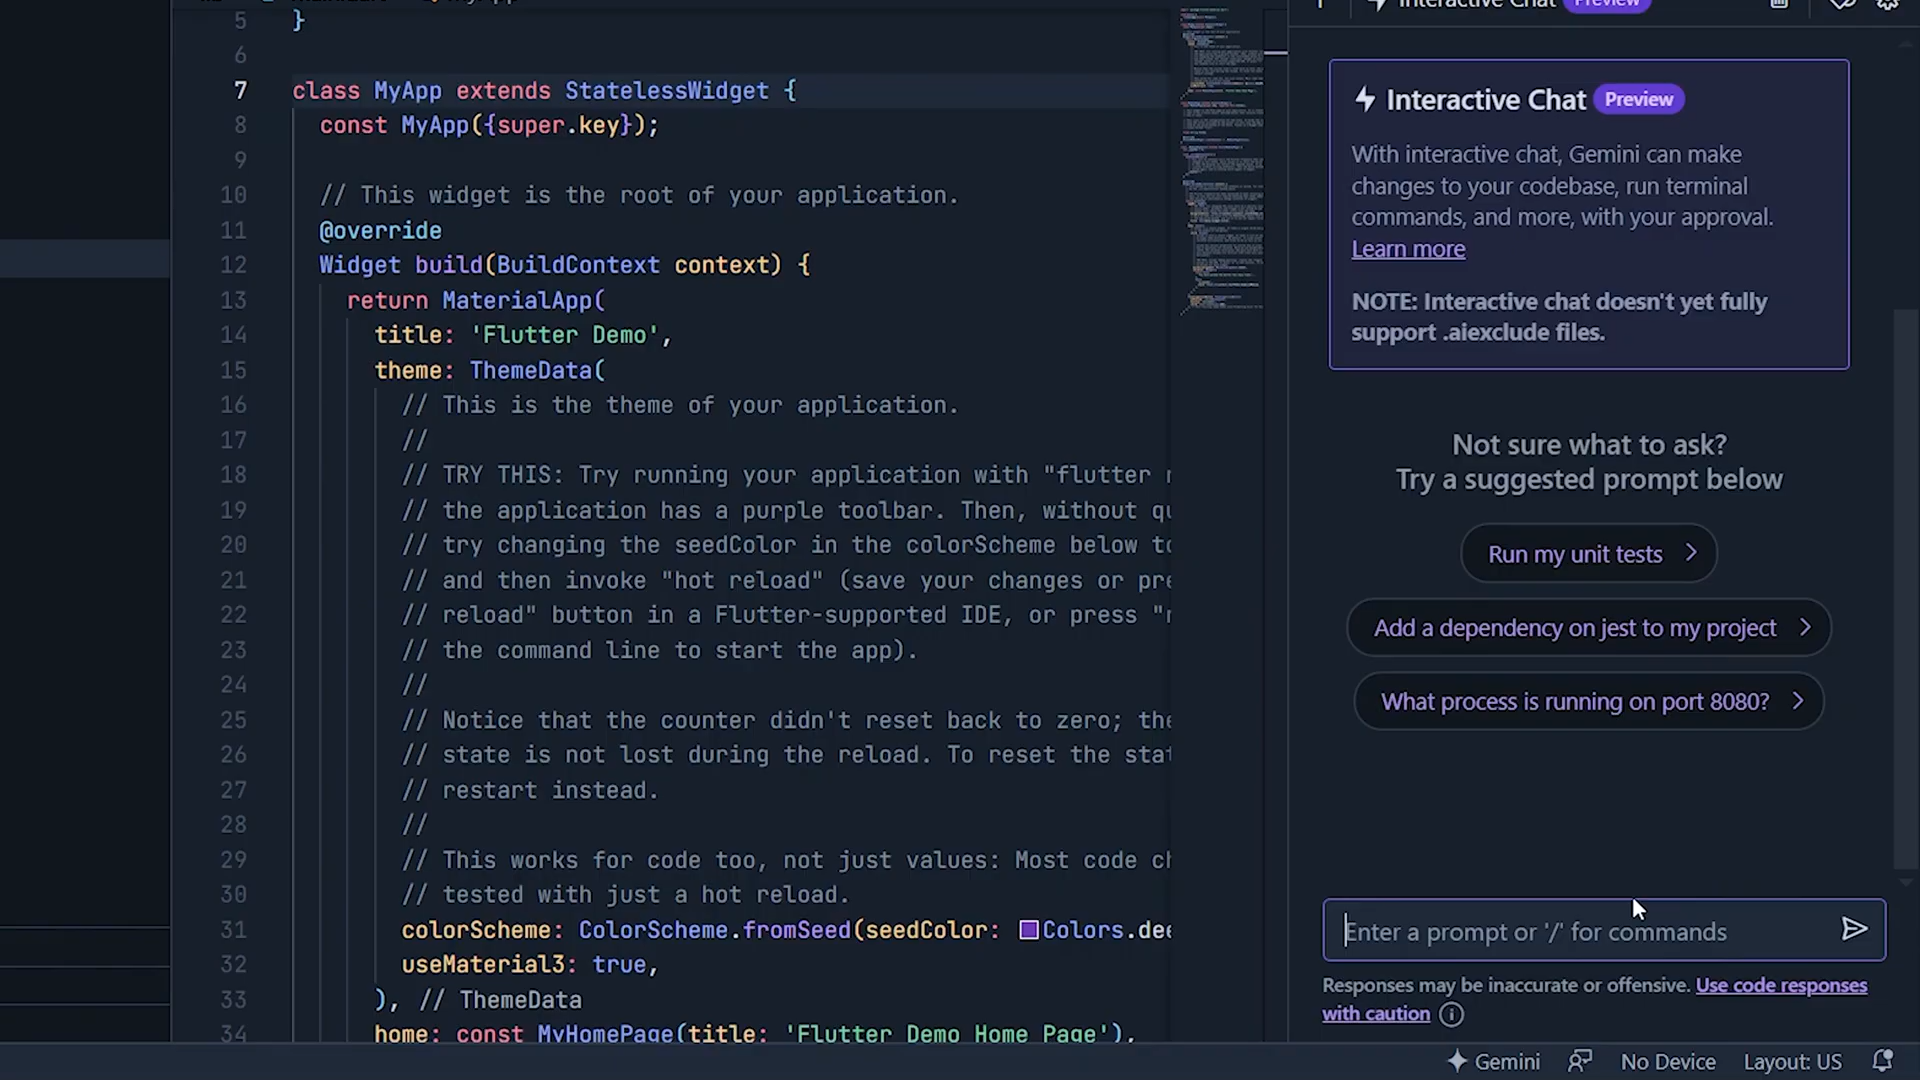 5 }
6
7 class MyApp extends StatelessWidget {
8 const MyApp({super.key});
9
10 // This widget is the root of your application.
11 @override
12 Widget build(BuildContext context) {
13 return MaterialApp(
14 title: 'Flutter Demo',
15 theme: ThemeData(
16 // This is the theme of your application.
17 //
18 // TRY THIS: Try running your application with "flutter
19 // the application has a purple toolbar. Then, without
20 // try changing the seedColor in the colorScheme below
21 // and then invoke "hot reload" (save your changes or
22 // reload" button in a Flutter-supported IDE, or press
23 // the command line to start the app).
24 //
25 // Notice that the counter didn't reset back to zero;
26 // state is not lost during the reload. To reset the
27 // restart instead.
28 //
29 // This works for code too, not just values: Most code
30 // tested with just a hot reload.
31 colorScheme: ColorScheme.fromSeed(seedColor: Colors.dee
32 useMaterial3: true,
33 ), // ThemeData
34 home: const MyHomePage(title: 'Flutter Demo Home Page'),
Interactive Chat Preview
Interactive Chat Preview
With interactive chat, Gemini can make
changes to your codebase, run terminal
commands, and more, with your approval.
Learn more
NOTE: Interactive chat doesn't yet fully
support .aiexclude files.
Not sure what to ask?
Try a suggested prompt below
Run my unit tests
Add a dependency on jest to my project
What process is running on port 8080?
Enter a prompt or '/' for commands
Responses may be inaccurate or offensive. Use code responses
with caution
Gemini No Device Layout: US